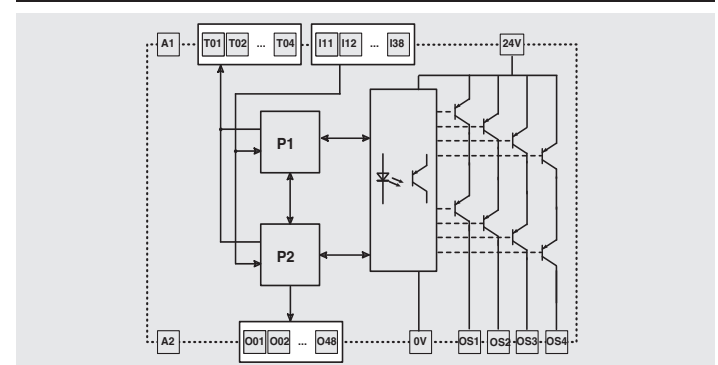 A1 T01 T02 ... T04 I11 I12 ... I38 24V
P1
P2
A2 O01 O02 ... O48 0V OS1 OS2 OS3 OS4